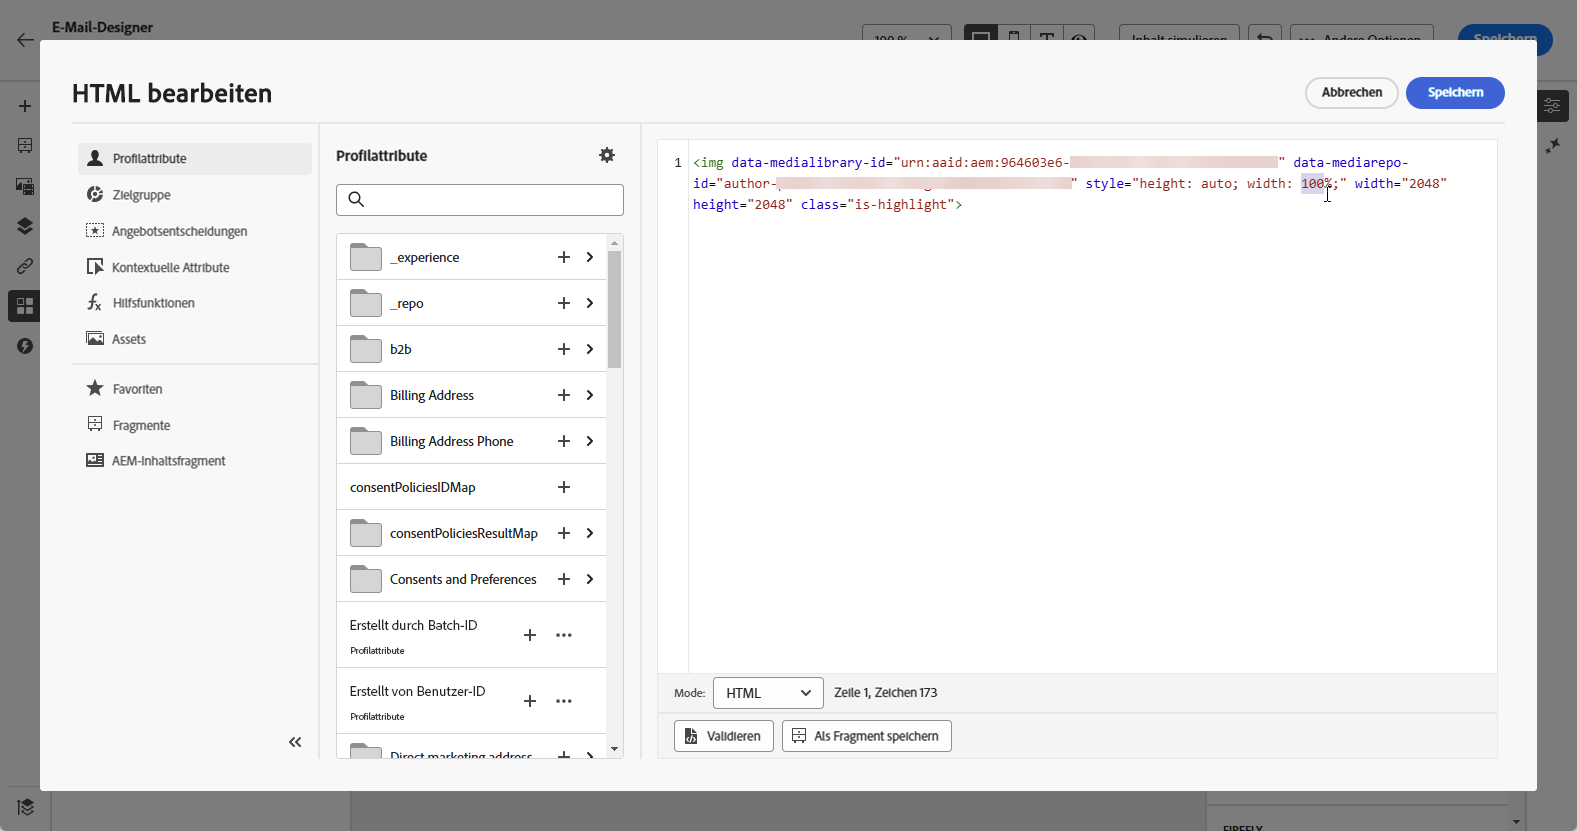 E-Mail-Designer
100 %
Inhalt simulieren
Andere Optionen
Speichern
HTML bearbeiten
Abbrechen
Speichern
Profilattribute
Zielgruppe
Angebotsentscheidungen
Kontextuelle Attribute
Hilfsfunktionen
Assets
Favoriten
Fragmente
AEM-Inhaltsfragment
Profilattribute
_experience
_repo
b2b
Billing Address
Billing Address Phone
consentPoliciesIDMap
consentPoliciesResultMap
Consents and Preferences
Erstellt durch Batch-ID
Profilattribute
Erstellt von Benutzer-ID
Profilattribute
Direct marketing address
1 <img data-medialibrary-id="urn:aaid:aem:964603e6-" data-mediarepo-
id="author-" style="height: auto; width: 100%;" width="2048"
height="2048" class="is-highlight">
Mode: HTML Zeile 1, Zeichen 173
Validieren Als Fragment speichern
FIREFLY